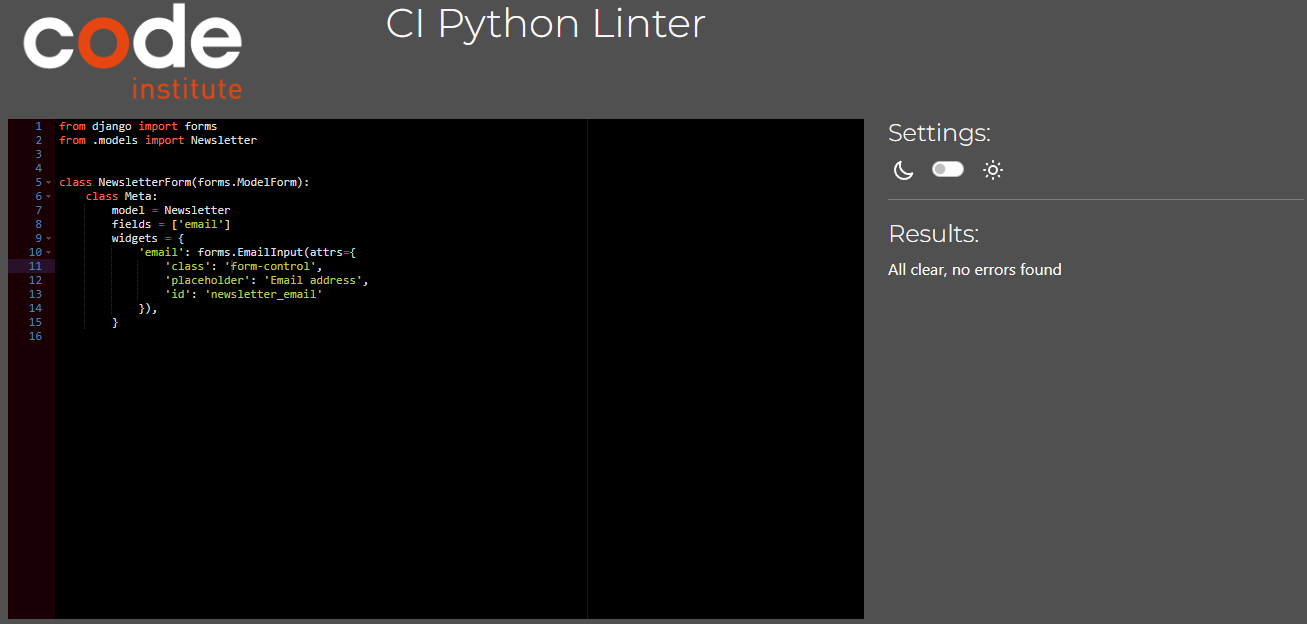 code
institute
CI Python Linter
1 from django import forms
2 from .models import Newsletter
3
4
5 class NewsletterForm(forms.ModelForm):
6     class Meta:
7         model = Newsletter
8         fields = ['email']
9         widgets = {
10             'email': forms.EmailInput(attrs={
11                 'class': 'form-control',
12                 'placeholder': 'Email address',
13                 'id': 'newsletter_email'
14             }),
15         }
16
Settings:
Results:
All clear, no errors found